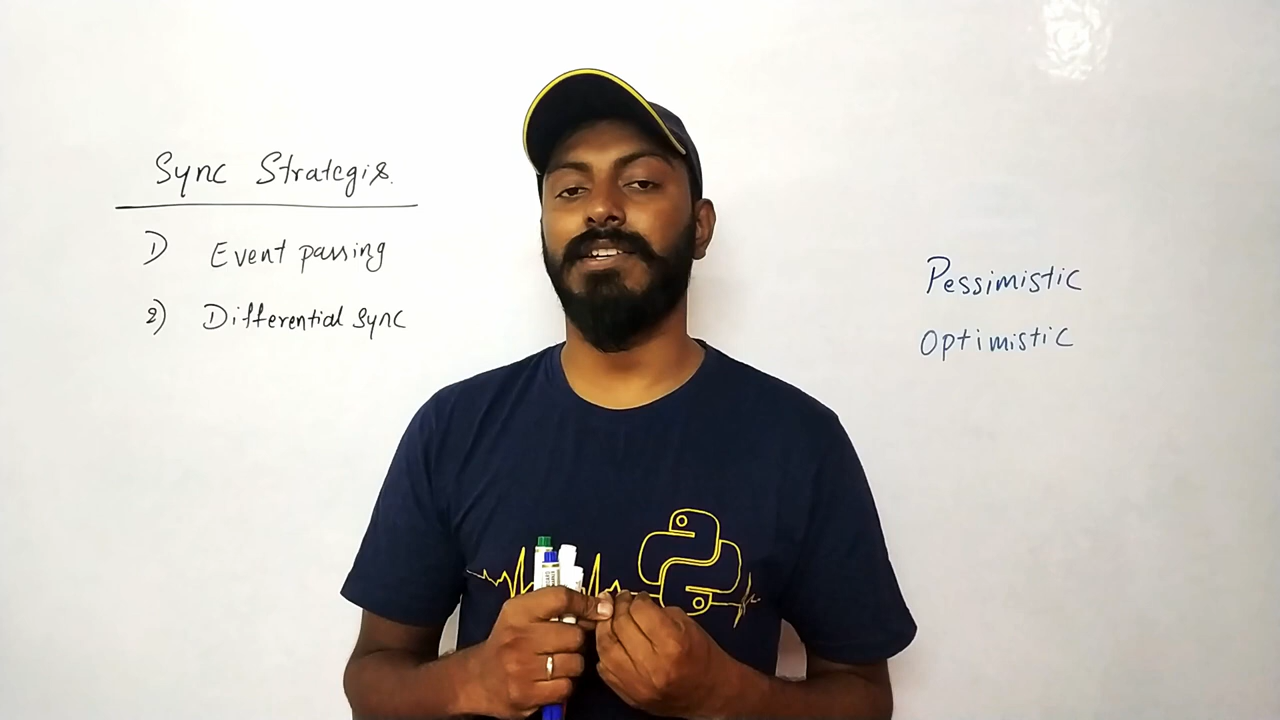 Sync Strategis.
1) Event passing
2) Differential sync
Pessimistic
Optimistic